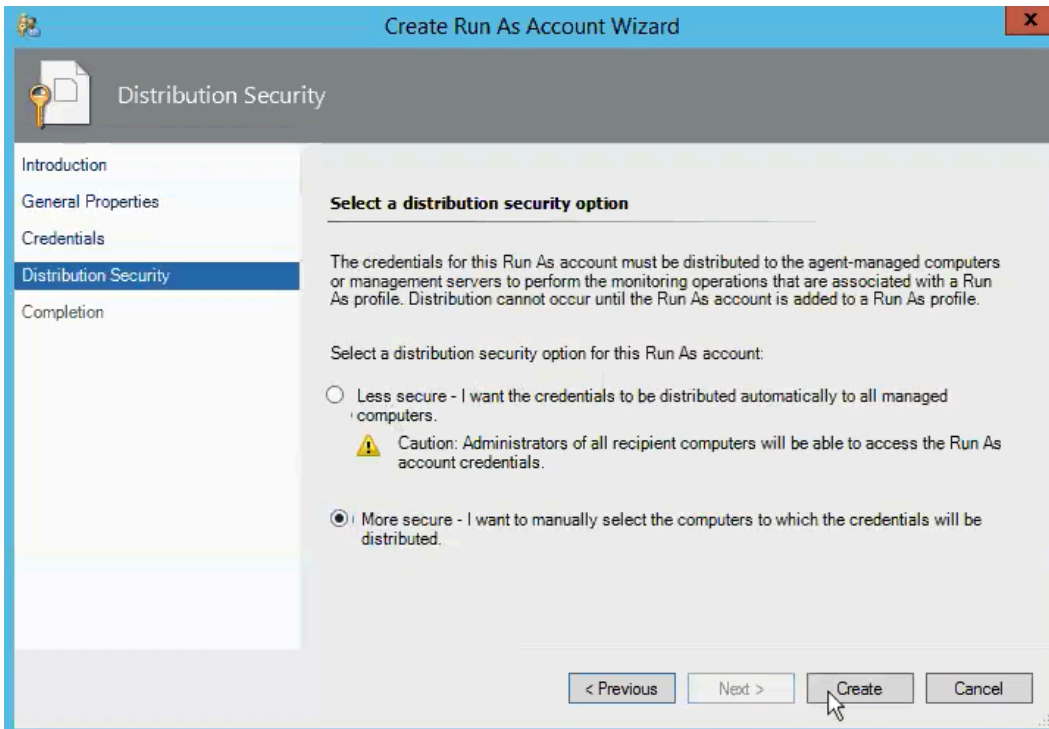 Create Run As Account Wizard
x
Distribution Security
Introduction
General Properties
Credentials
Distribution Security
Completion
Select a distribution security option
The credentials for this Run As account must be distributed to the agent-managed computers
or management servers to perform the monitoring operations that are associated with a Run
As profile. Distribution cannot occur until the Run As account is added to a Run As profile.
Select a distribution security option for this Run As account:
Less secure - I want the credentials to be distributed automatically to all managed
computers.
Caution: Administrators of all recipient computers will be able to access the Run As
account credentials.
More secure - I want to manually select the computers to which the credentials will be
distributed.
< Previous
Next >
Create
Cancel